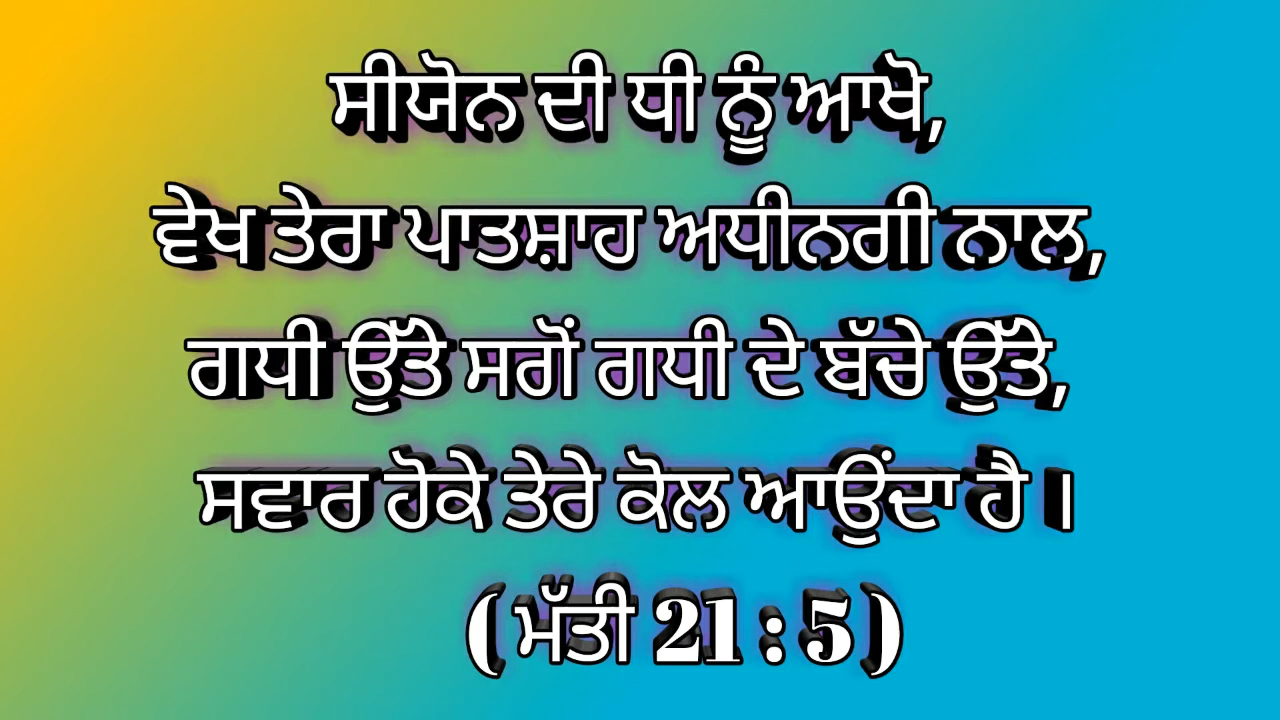 ਸੀਯੋਨ ਦੀ ਧੀ ਨੂੰ ਆਖੋ,
ਵੇਖ ਤੇਰਾ ਪਾਤਸ਼ਾਹ ਅਧੀਨਗੀ ਨਾਲ,
ਗਧੀ ਉੱਤੇ ਸਗੋਂ ਗਧੀ ਦੇ ਬੱਚੇ ਉੱਤੇ,
ਸਵਾਰ ਹੋਕੇ ਤੇਰੇ ਕੋਲ ਆਉਂਦਾ ਹੈ ।
( ਮੱਤੀ 21 : 5 )